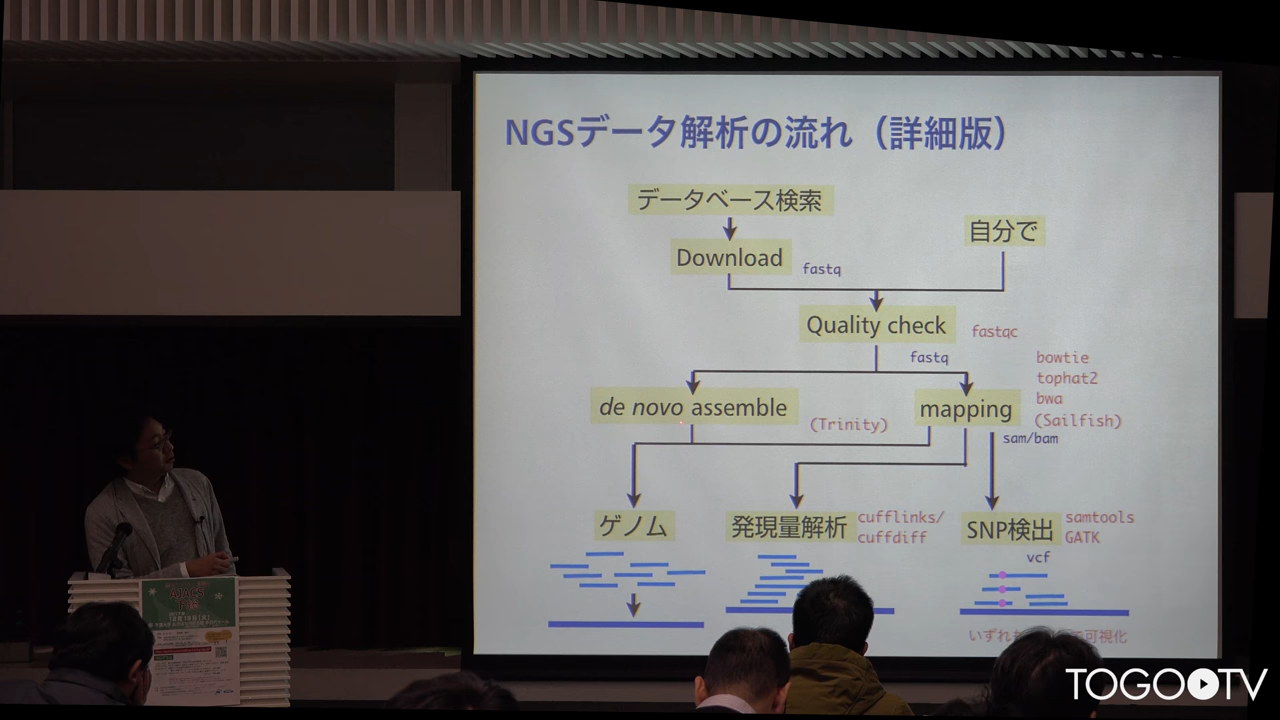 NGSデータ解析の流れ（詳細版）
データベース検索
自分で
Download
fastq
Quality check
fastqc
fastq
bowtie
tophat2
bwa
(Sailfish)
de novo assemble
mapping
(Trinity)
sam/bam
ゲノム
発現量解析
cufflinks/
cuffdiff
SNP検出
samtools
GATK
vcf
いずれ
可視化
AJACS
TOGOTV